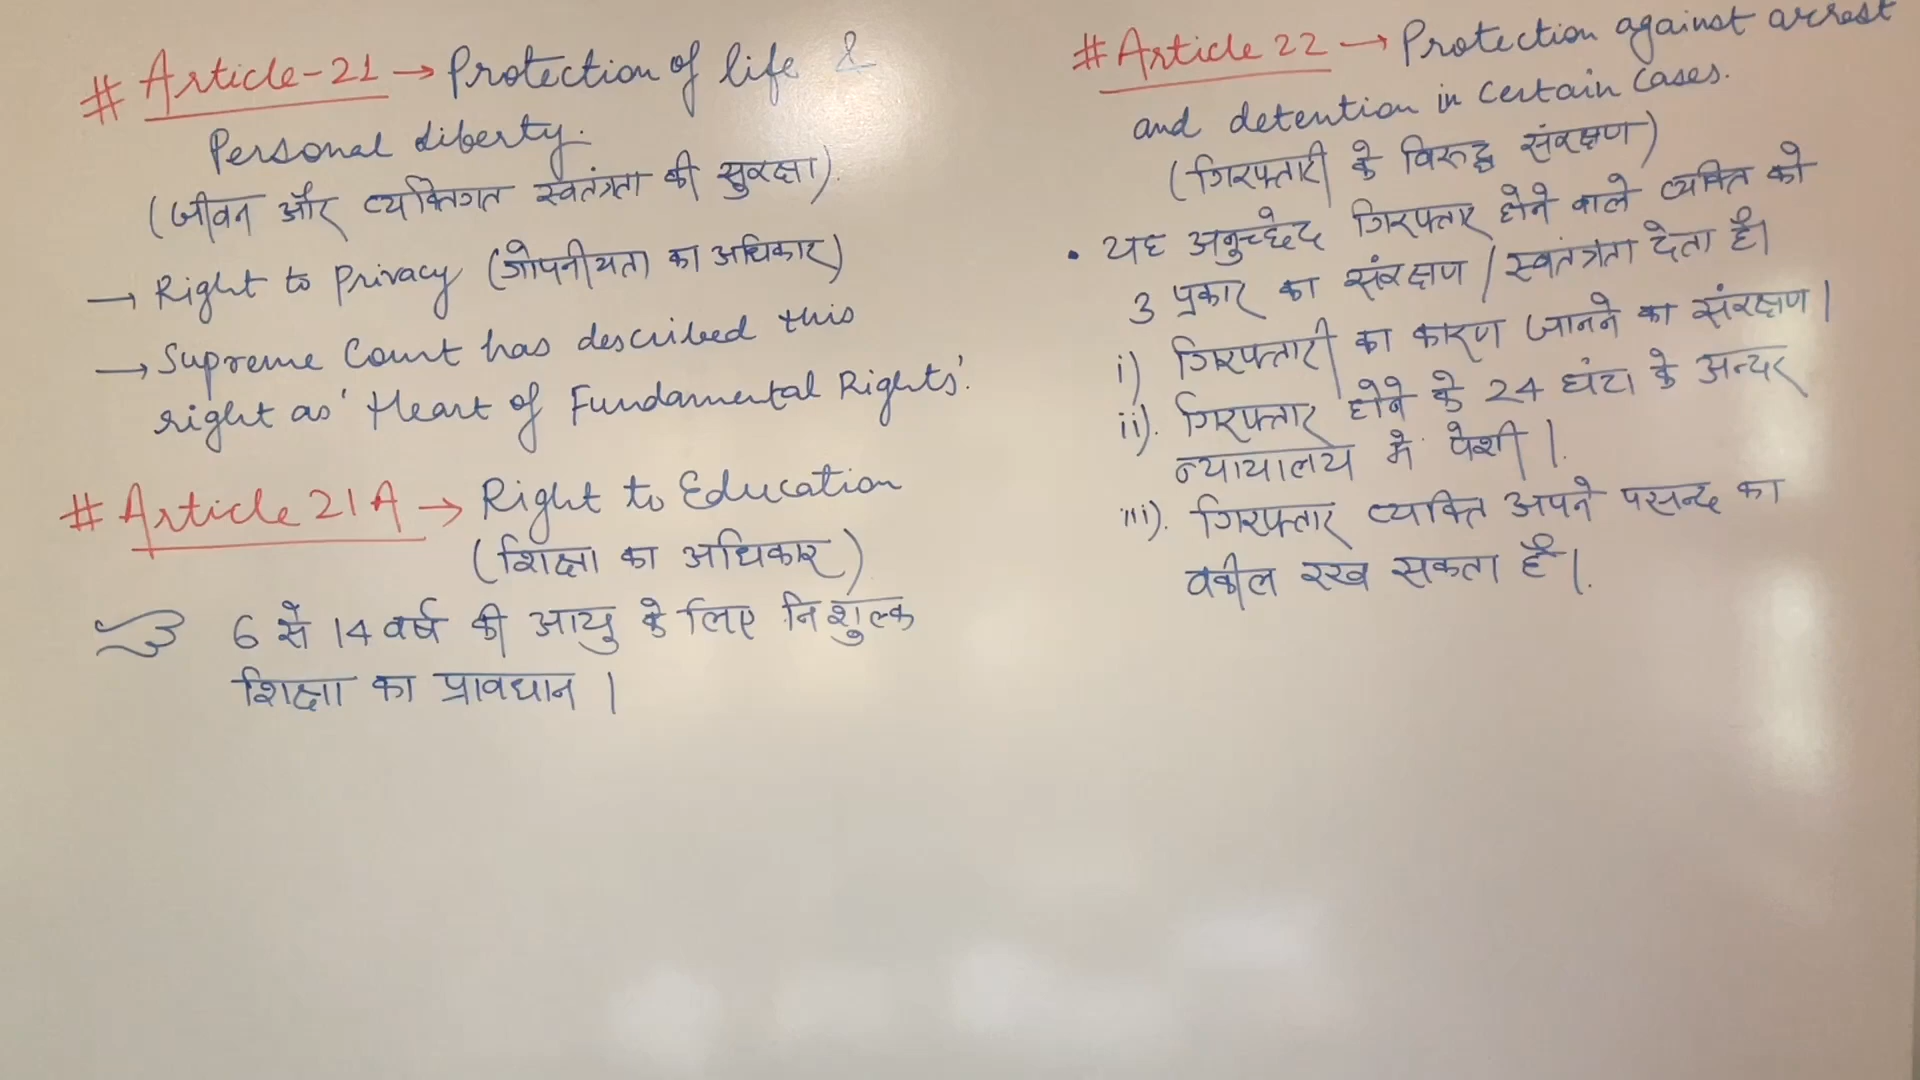 # Article-21 → Protection of life &
Personal Liberty.
(जीवन और व्यक्तिगत स्वतंत्रता की सुरक्षा).
→ Right to Privacy (गोपनीयता का अधिकार)
→ Supreme Court has described this
right as 'Heart of Fundamental Rights'.
# Article 21A → Right to Education
(शिक्षा का अधिकार)
6 से 14 वर्ष की आयु के लिए निशुल्क
शिक्षा का प्रावधान |
# Article 22 → Protection against arrest
and detention in certain cases.
(गिरफ्तारी के विरुद्ध संरक्षण)
• यह अनुच्छेद गिरफ्तार होने वाले व्यक्ति को
3 प्रकार का संरक्षण / स्वतंत्रता देता है।
i) गिरफ्तारी का कारण जानने का संरक्षण |
ii). गिरफ्तार होने के 24 घंटा के अन्दर
न्यायालय में पेशी |.
iii). गिरफ्तार व्यक्ति अपने पसन्द का
वकील रख सकता है |.